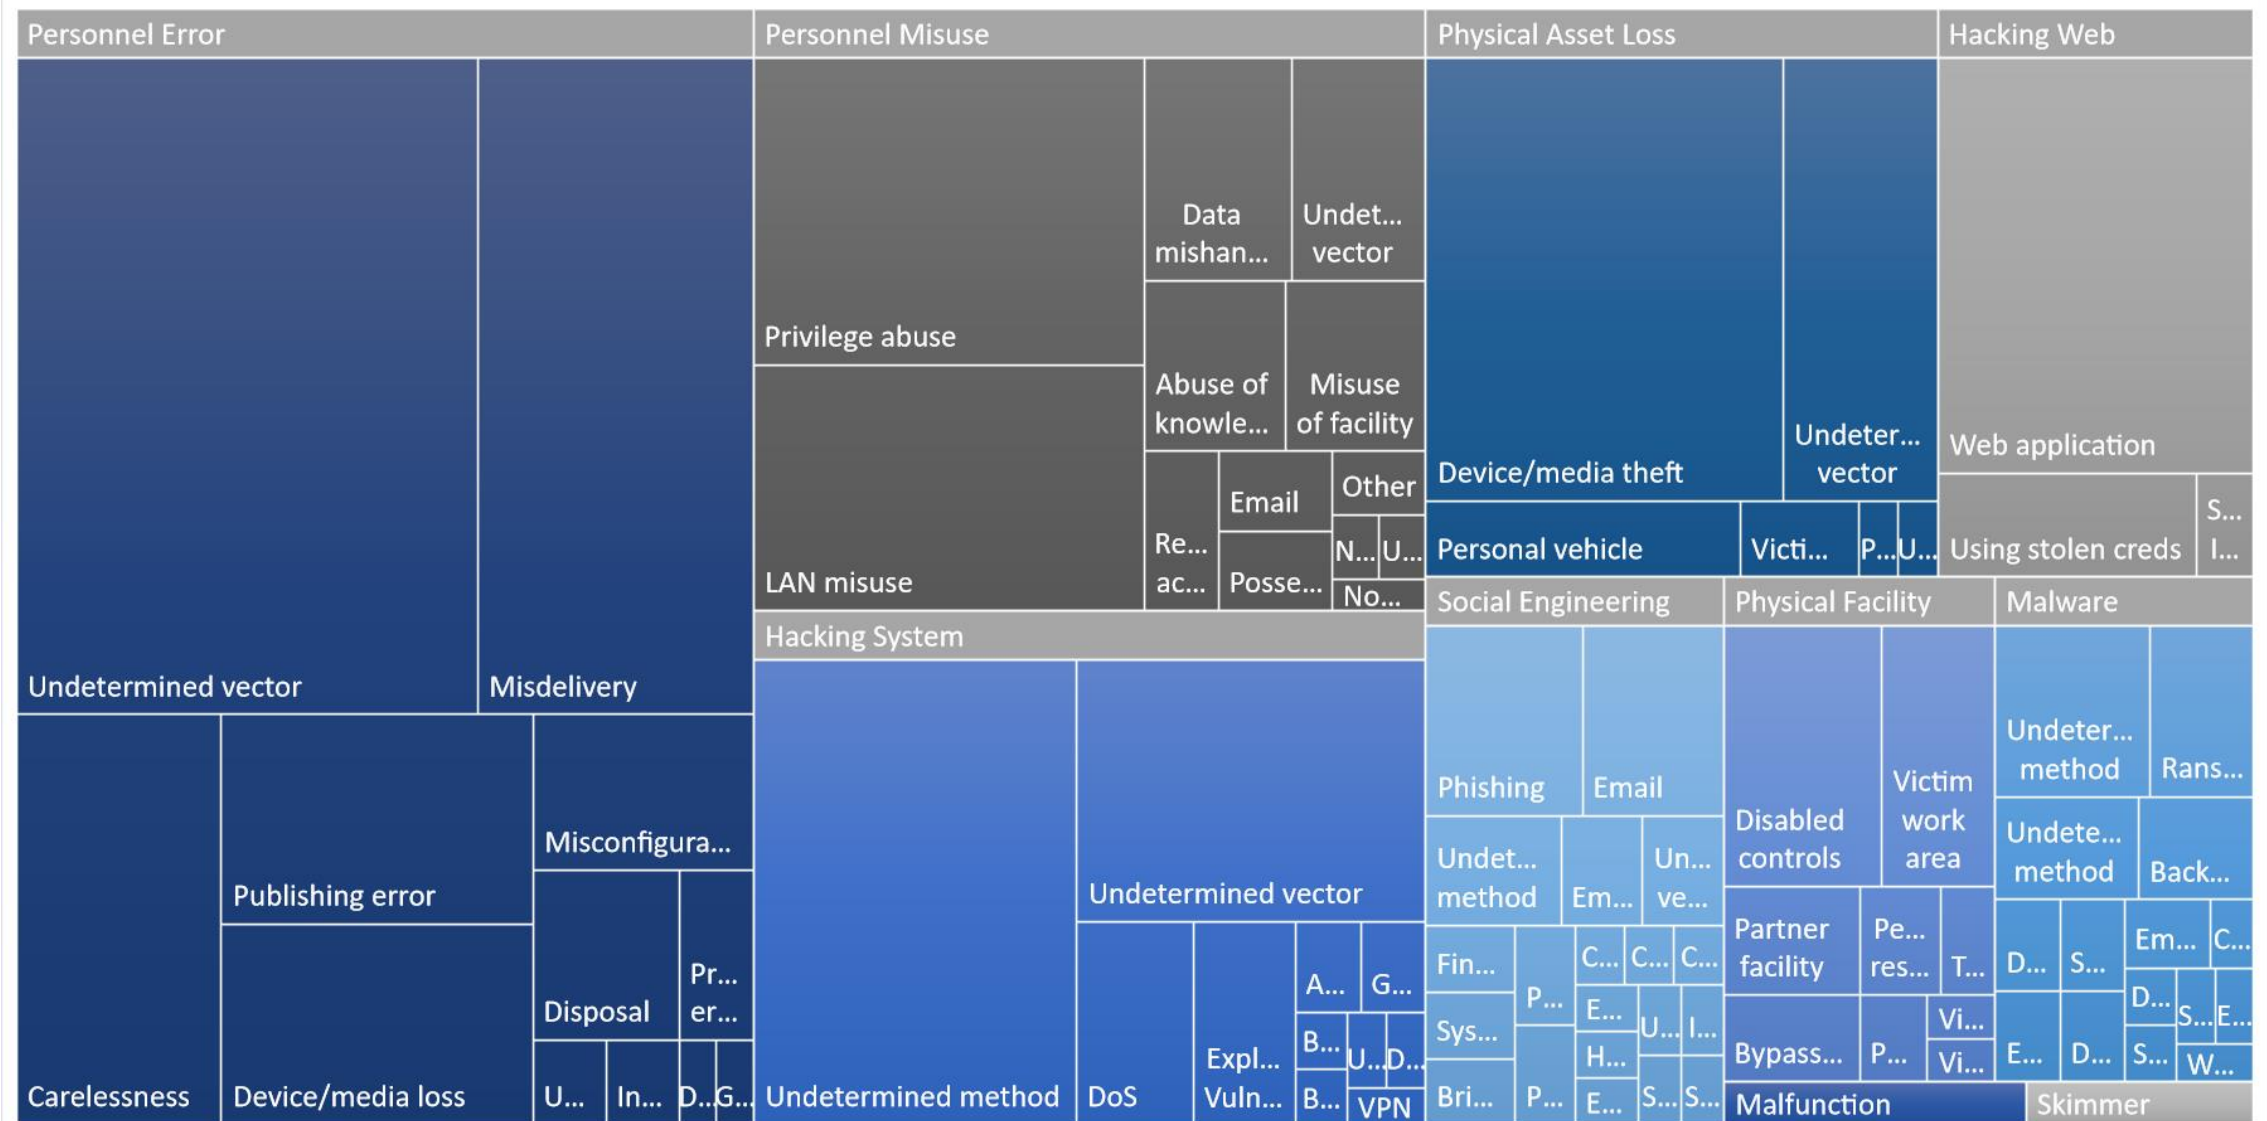 Personnel Error
Undetermined vector
Misdelivery
Carelessness
Publishing error
Device/media loss
Misconfigura...
Disposal
Pr...
er...
U...
In...
D...
G...
Personnel Misuse
Privilege abuse
LAN misuse
Data
mishan...
Undet...
vector
Abuse of
knowle...
Misuse
of facility
Re...
ac...
Email
Posse...
Other
N...
U...
No...
Hacking System
Undetermined method
Undetermined vector
DoS
Expl...
Vuln...
A...
G...
B...
U...
D...
B...
VPN
Physical Asset Loss
Device/media theft
Undeter...
vector
Personal vehicle
Victi...
P...
U...
Hacking Web
Web application
Using stolen creds
S...
I...
Social Engineering
Phishing
Email
Undet...
method
Em...
Un...
ve...
Fin...
Sys...
Bri...
P...
P...
C...
C...
C...
E...
H...
E...
U...
I...
S...
S...
Physical Facility
Disabled
controls
Victim
work
area
Partner
facility
Pe...
res...
T...
Bypass...
P...
Vi...
Vi...
Malware
Undeter...
method
Rans...
Undete...
method
Back...
D...
S...
Em...
C...
E...
D...
D...
S...
S...
E...
W...
Malfunction
Skimmer